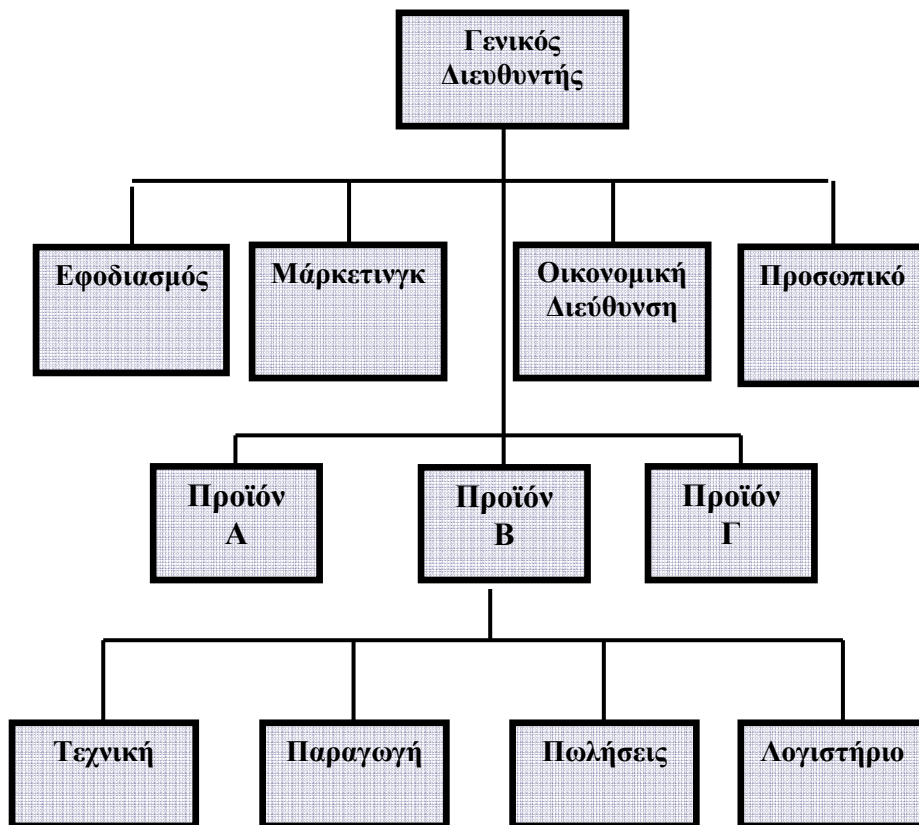 Γενικός
Διευθυντής
Εφοδιασμός
Μάρκετινγκ
Οικονομική
Διεύθυνση
Προσωπικό
Προϊόν
Α
Προϊόν
Β
Προϊόν
Γ
Τεχνική
Παραγωγή
Πωλήσεις
Λογιστήριο